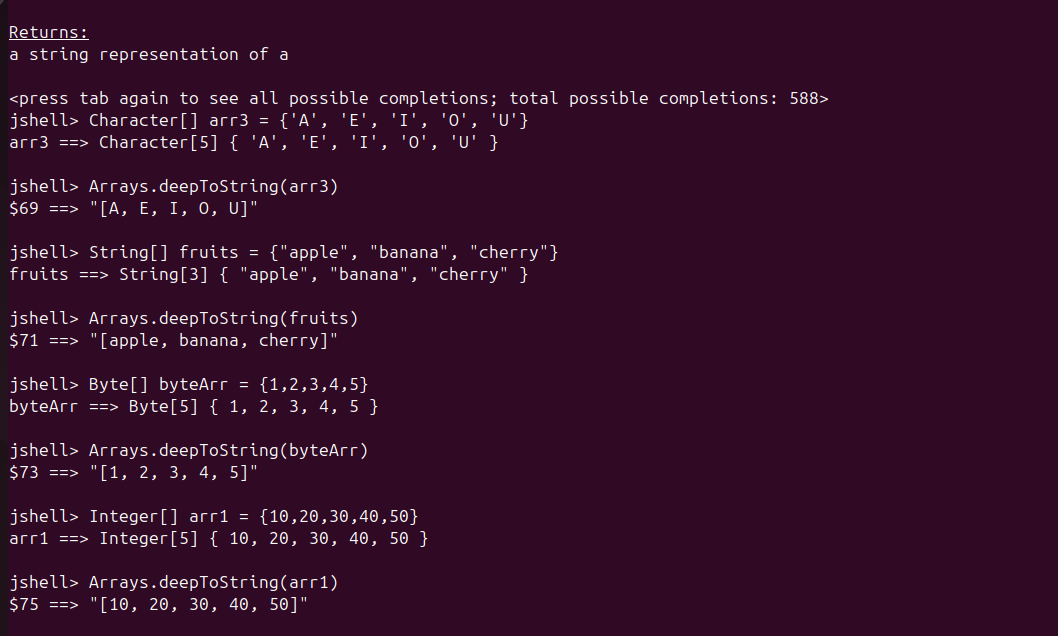 Returns:
a string representation of a
<press tab again to see all possible completions; total possible completions: 588>
jshell> Character[] arr3 = {'A', 'E', 'I', 'O', 'U'}
arr3 ==> Character[5] { 'A', 'E', 'I', 'O', 'U' }
jshell> Arrays.deepToString(arr3)
$69 ==> "[A, E, I, O, U]"
jshell> String[] fruits = {"apple", "banana", "cherry"}
fruits ==> String[3] { "apple", "banana", "cherry" }
jshell> Arrays.deepToString(fruits)
$71 ==> "[apple, banana, cherry]"
jshell> Byte[] byteArr = {1,2,3,4,5}
byteArr ==> Byte[5] { 1, 2, 3, 4, 5 }
jshell> Arrays.deepToString(byteArr)
$73 ==> "[1, 2, 3, 4, 5]"
jshell> Integer[] arr1 = {10,20,30,40,50}
arr1 ==> Integer[5] { 10, 20, 30, 40, 50 }
jshell> Arrays.deepToString(arr1)
$75 ==> "[10, 20, 30, 40, 50]"